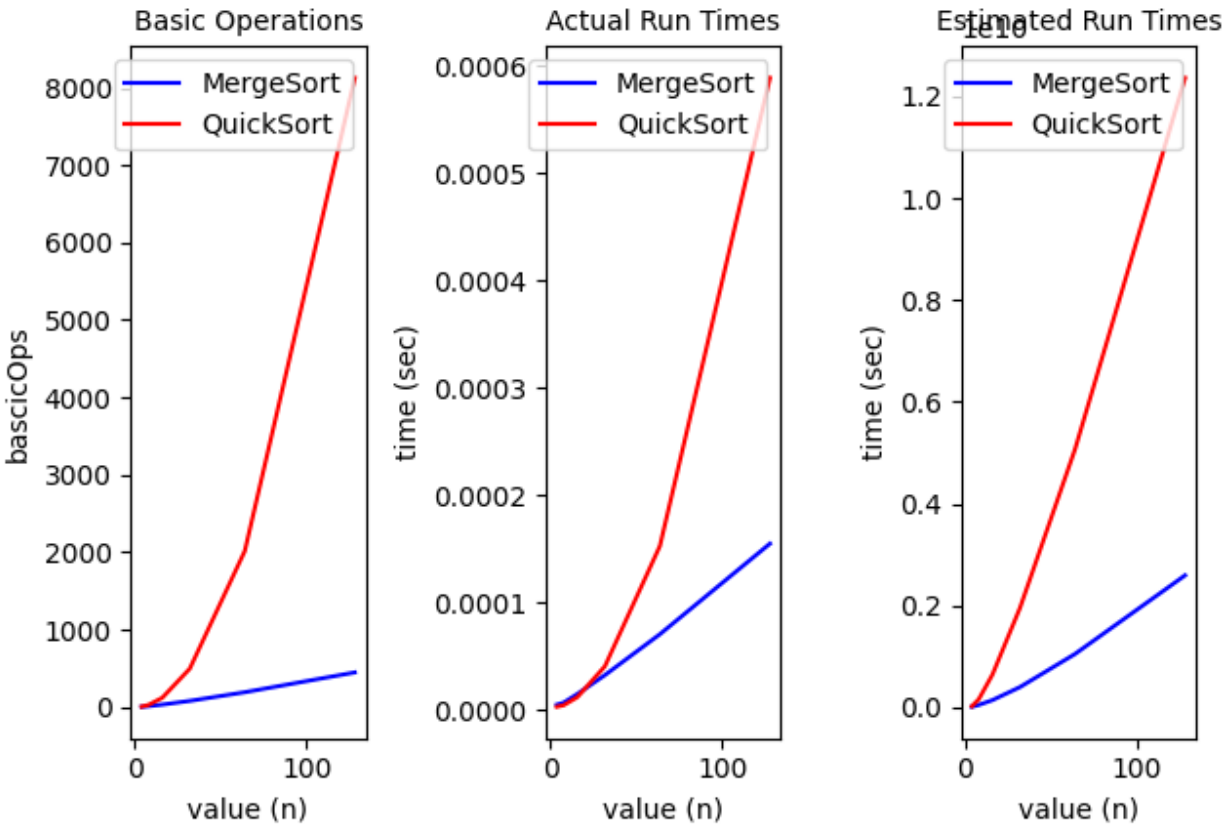 Basic Operations
8000
7000
6000
5000
4000
3000
2000
1000
0
bascicOps
0 100
value (n)
MergeSort
QuickSort
Actual Run Times
0.0006
0.0005
0.0004
0.0003
0.0002
0.0001
0.0000
time (sec)
0 100
value (n)
MergeSort
QuickSort
Estimated Run Times
1e10
1.2
1.0
0.8
0.6
0.4
0.2
0.0
time (sec)
0 100
value (n)
MergeSort
QuickSort